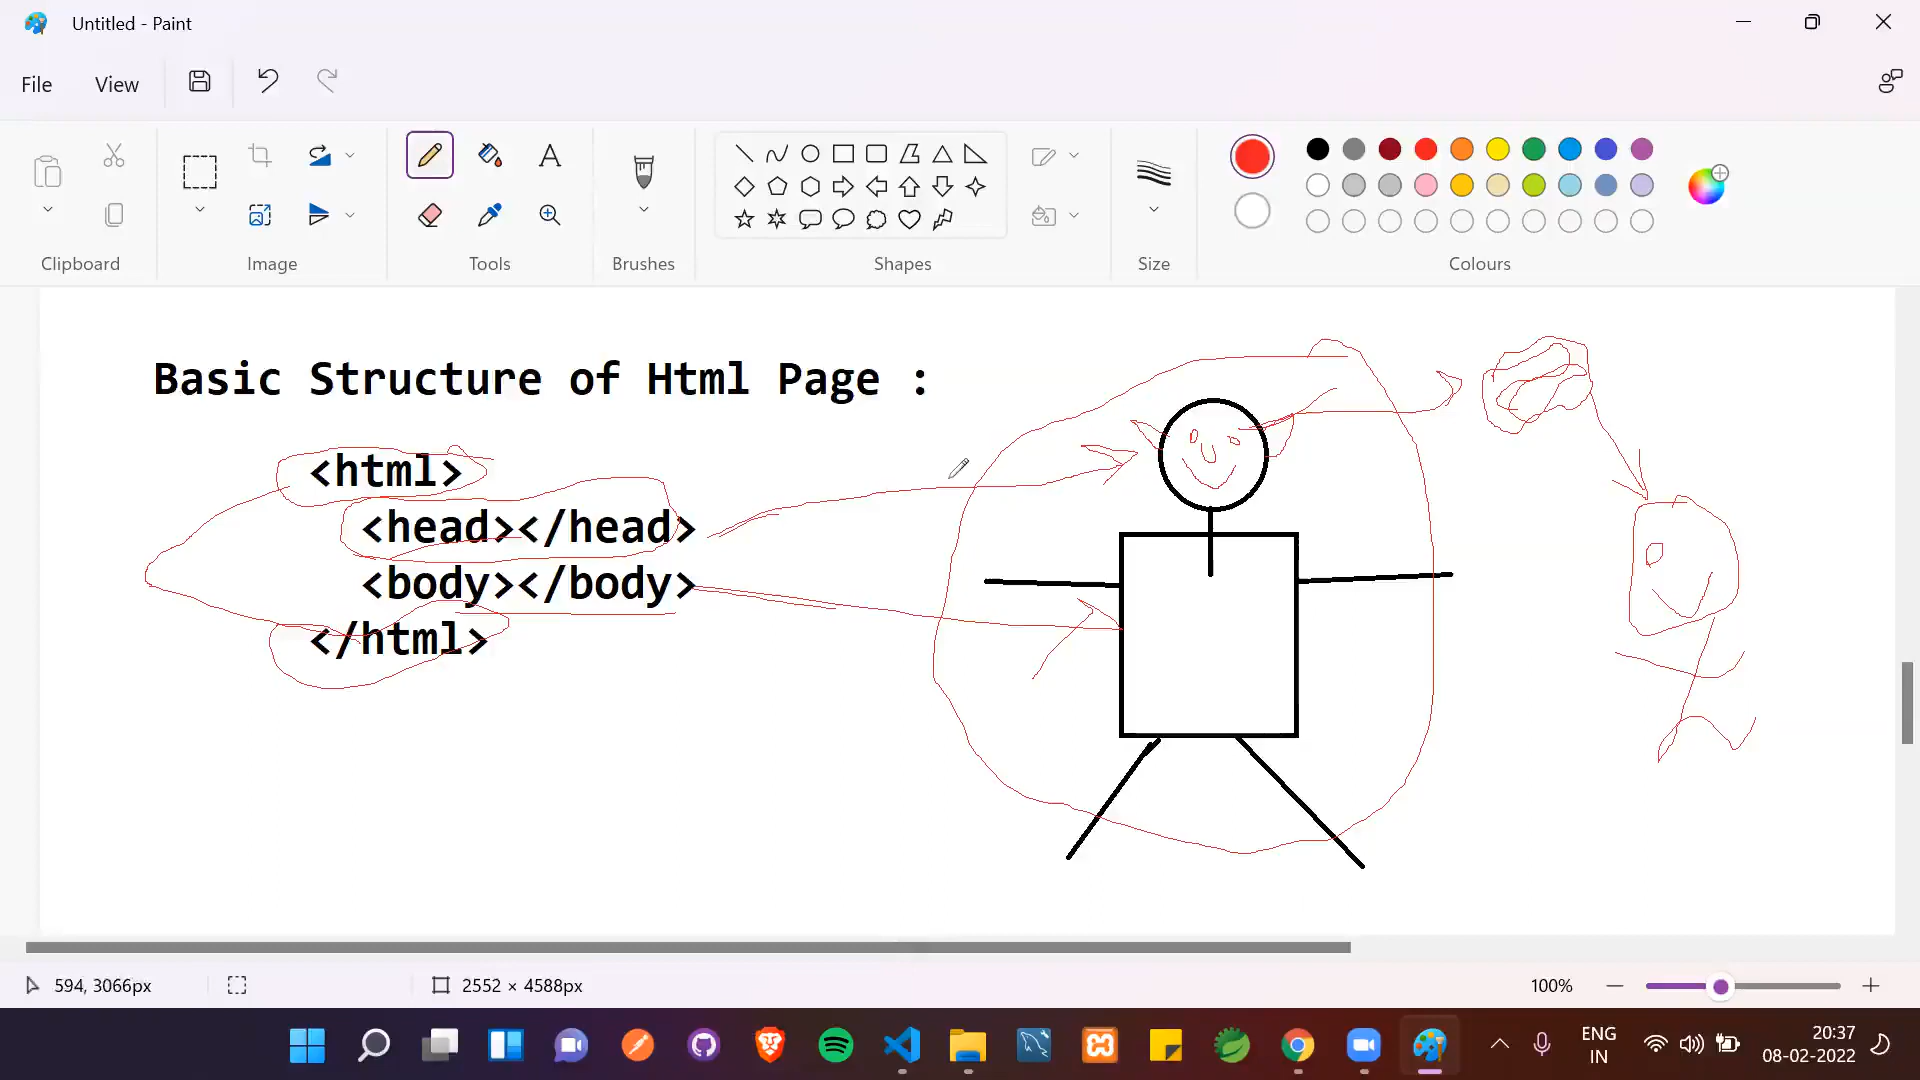 Untitled - Paint
File
View
Clipboard
Image
Tools
Brushes
Shapes
Size
Colours
Basic Structure of Html Page :
<html>
<head></head>
<body></body>
</html>
594, 3066px
2552 × 4588px
100%
ENG
IN
20:37
08-02-2022